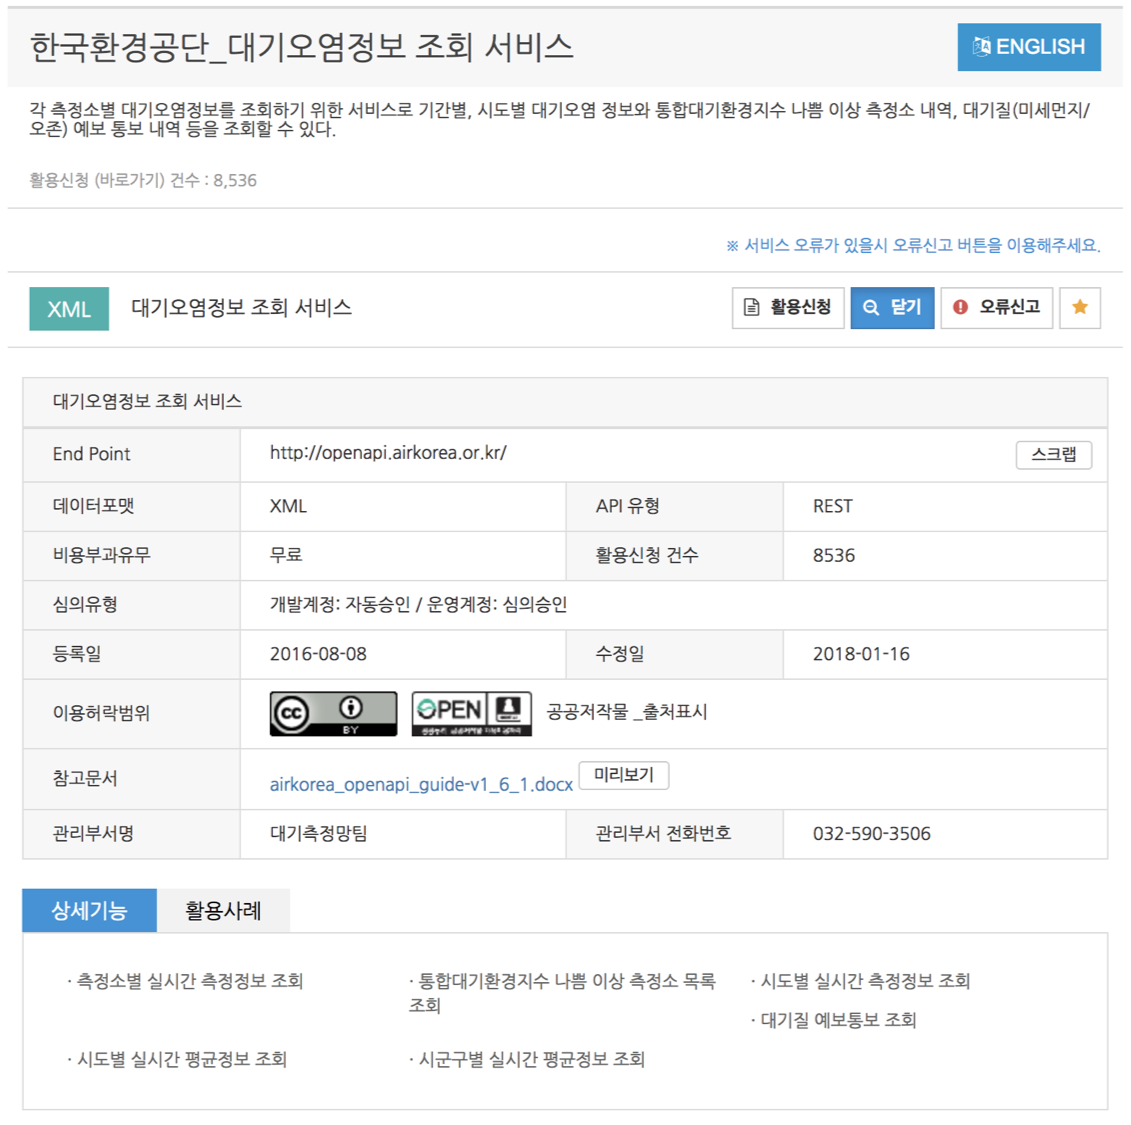 한국환경공단_대기오염정보 조회 서비스
ENGLISH
각 측정소별 대기오염정보를 조회하기 위한 서비스로 기간별, 시도별 대기오염 정보와 통합대기환경지수 나쁨 이상 측정소 내역, 대기질(미세먼지/
오존) 예보 통보 내역 등을 조회할 수 있다.
활용신청 (바로가기) 건수 : 8,536
※ 서비스 오류가 있을시 오류신고 버튼을 이용해주세요.
XML 대기오염정보 조회 서비스 활용신청 닫기 오류신고
대기오염정보 조회 서비스
End Point http://openapi.airkorea.or.kr/ 스크랩
데이터포맷 XML API 유형 REST
비용부과유무 무료 활용신청 건수 8536
심의유형 개발계정: 자동승인 / 운영계정: 심의승인
등록일 2016-08-08 수정일 2018-01-16
이용허락범위 cc BY OPEN 공공저작물 _출처표시
참고문서 airkorea_openapi_guide-v1_6_1.docx 미리보기
관리부서명 대기측정망팀 관리부서 전화번호 032-590-3506
상세기능 활용사례
· 측정소별 실시간 측정정보 조회
· 통합대기환경지수 나쁨 이상 측정소 목록
조회
· 시도별 실시간 측정정보 조회
· 대기질 예보통보 조회
· 시도별 실시간 평균정보 조회
· 시군구별 실시간 평균정보 조회